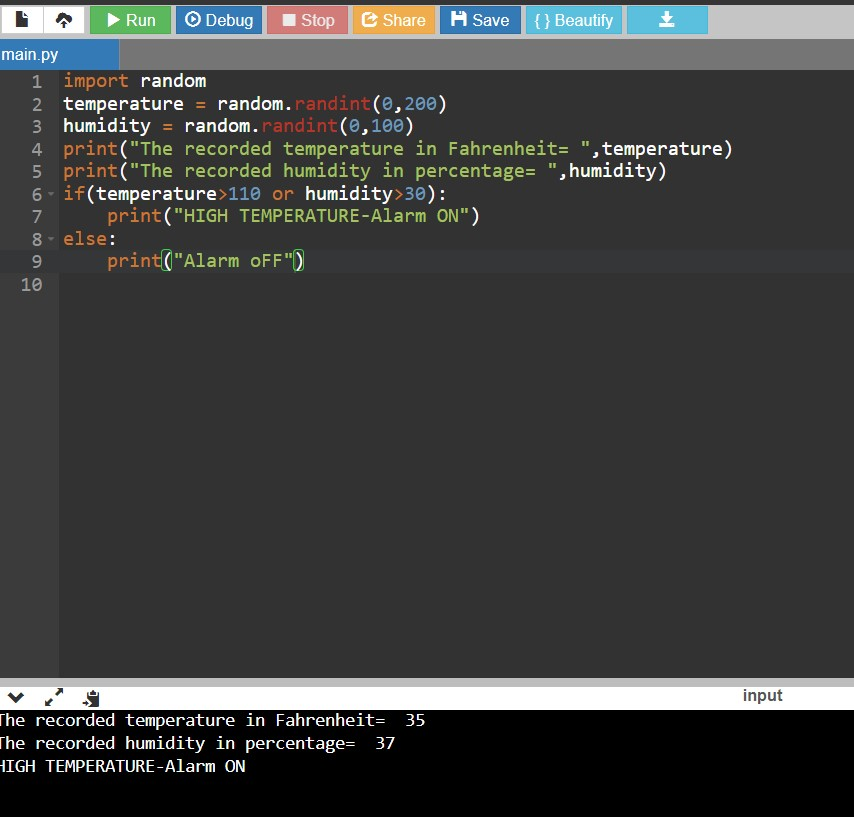 Run Debug Stop Share Save { } Beautify
main.py
1 import random
2 temperature = random.randint(0,200)
3 humidity = random.randint(0,100)
4 print("The recorded temperature in Fahrenheit= ",temperature)
5 print("The recorded humidity in percentage= ",humidity)
6 if(temperature>110 or humidity>30):
7     print("HIGH TEMPERATURE-Alarm ON")
8 else:
9     print("Alarm oFF")
10
input
The recorded temperature in Fahrenheit=  35
The recorded humidity in percentage=  37
HIGH TEMPERATURE-Alarm ON